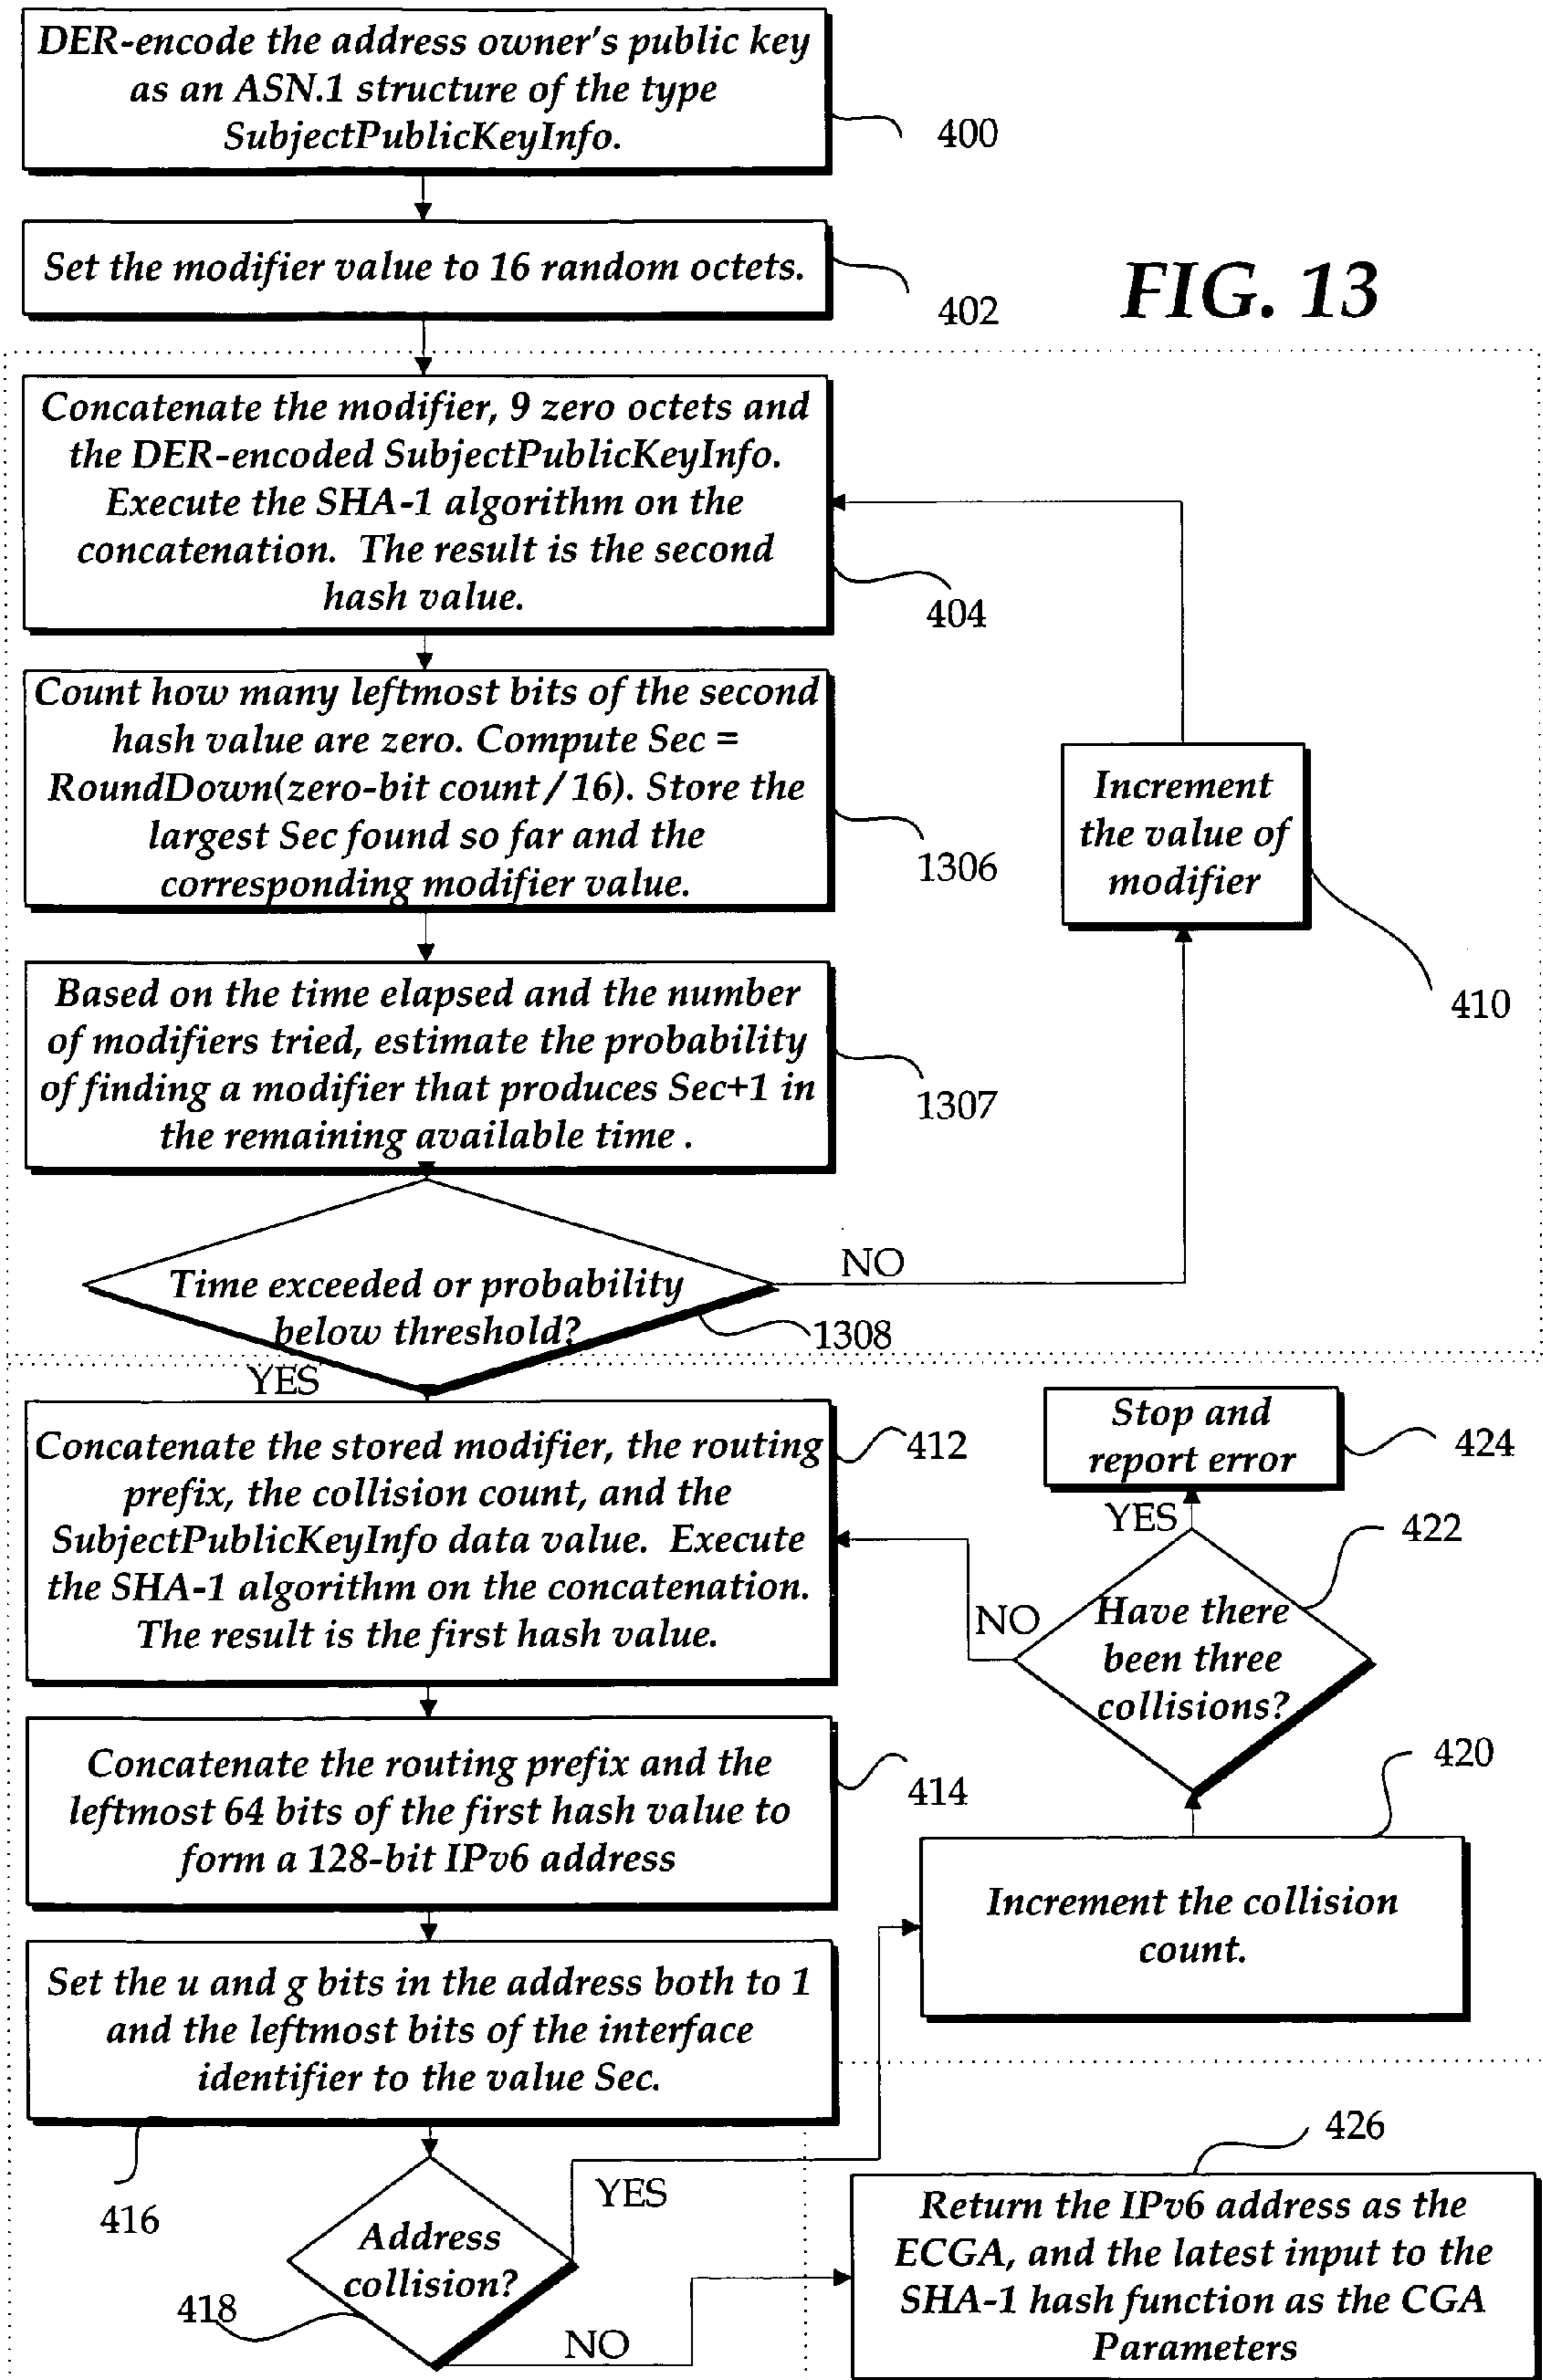 DER-encode the address owner's public key
as an ASN.1 structure of the type
SubjectPublicKeyInfo.
400
Set the modifier value to 16 random octets.
402
FIG. 13
Concatenate the modifier, 9 zero octets and
the DER-encoded SubjectPublicKeyInfo.
Execute the SHA-1 algorithm on the
concatenation. The result is the second
hash value.
404
Count how many leftmost bits of the second
hash value are zero. Compute Sec =
RoundDown(zero-bit count/16). Store the
largest Sec found so far and the
corresponding modifier value.
1306
Increment
the value of
modifier
410
Based on the time elapsed and the number
of modifiers tried, estimate the probability
of finding a modifier that produces Sec+1 in
the remaining available time .
1307
Time exceeded or probability
below threshold?
NO
1308
YES
Concatenate the stored modifier, the routing
prefix, the collision count, and the
SubjectPublicKeyInfo data value. Execute
the SHA-1 algorithm on the concatenation.
The result is the first hash value.
412
Stop and
report error
424
YES
422
NO
Have there
been three
collisions?
Concatenate the routing prefix and the
leftmost 64 bits of the first hash value to
form a 128-bit IPv6 address
414
420
Increment the collision
count.
Set the u and g bits in the address both to 1
and the leftmost bits of the interface
identifier to the value Sec.
416
YES
Address
collision?
418
NO
426
Return the IPv6 address as the
ECGA, and the latest input to the
SHA-1 hash function as the CGA
Parameters